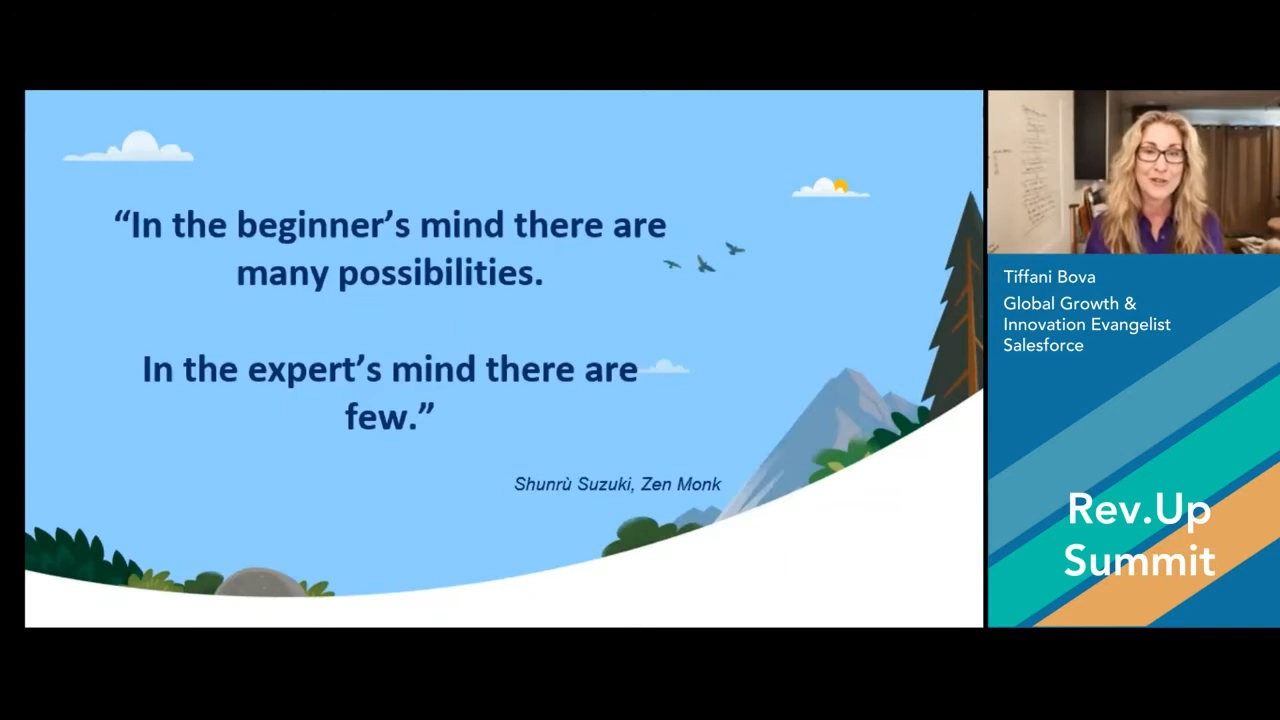 “In the beginner’s mind there are
many possibilities.
In the expert’s mind there are
few.”
Shunrù Suzuki, Zen Monk
Tiffani Bova
Global Growth &
Innovation Evangelist
Salesforce
Rev.Up
Summit